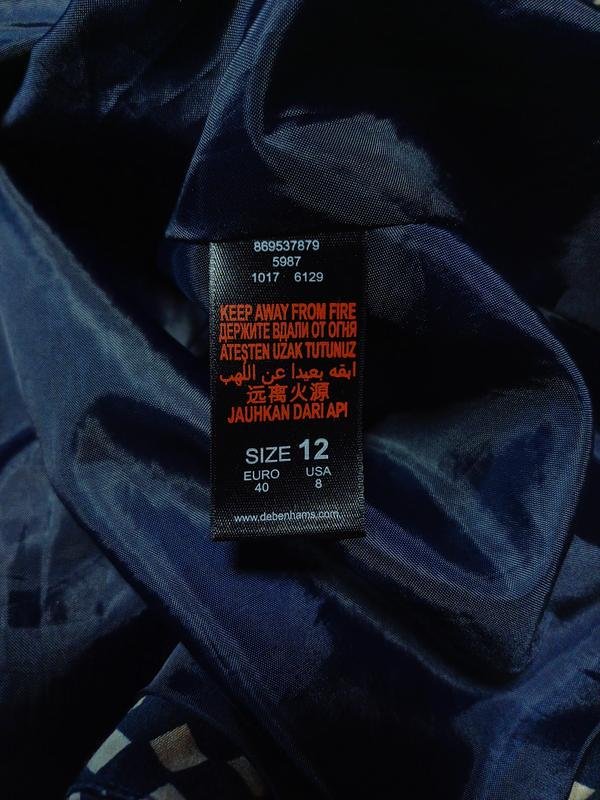 869537879
5987
1017 6129
KEEP AWAY FROM FIRE
ДЕРЖИТЕ ВДАЛИ ОТ ОГНЯ
ATEŞTEN UZAK TUTUNUZ
ابقه بعيدا عن اللهب
远离火源
JAUHKAN DARI API
SIZE 12
EURO USA
40 8
www.debenhams.com